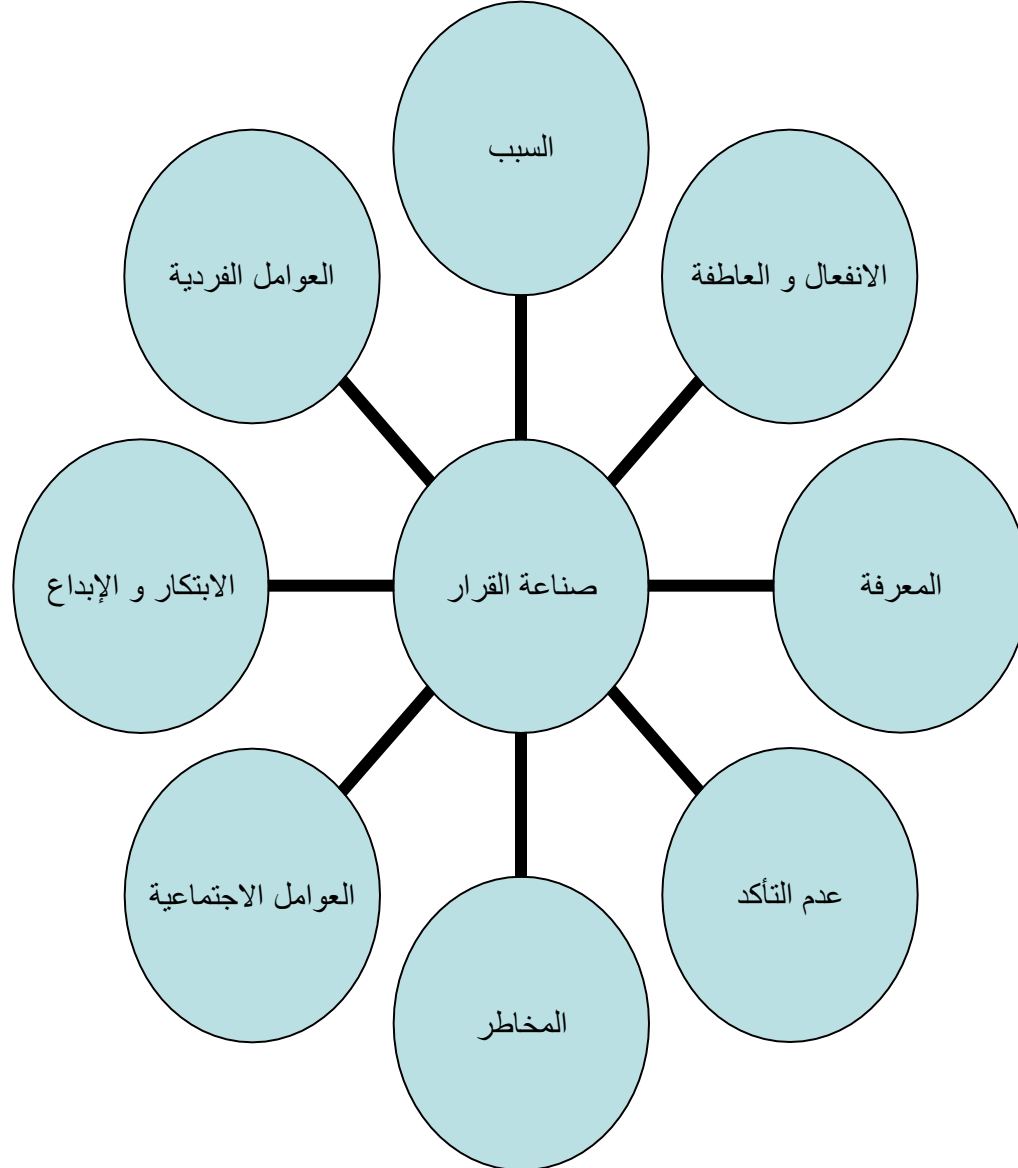 السبب
الانفعال و العاطفة
العوامل الفردية
المعرفة
صناعة القرار
الابتكار و الإبداع
عدم التأكد
العوامل الاجتماعية
المخاطر